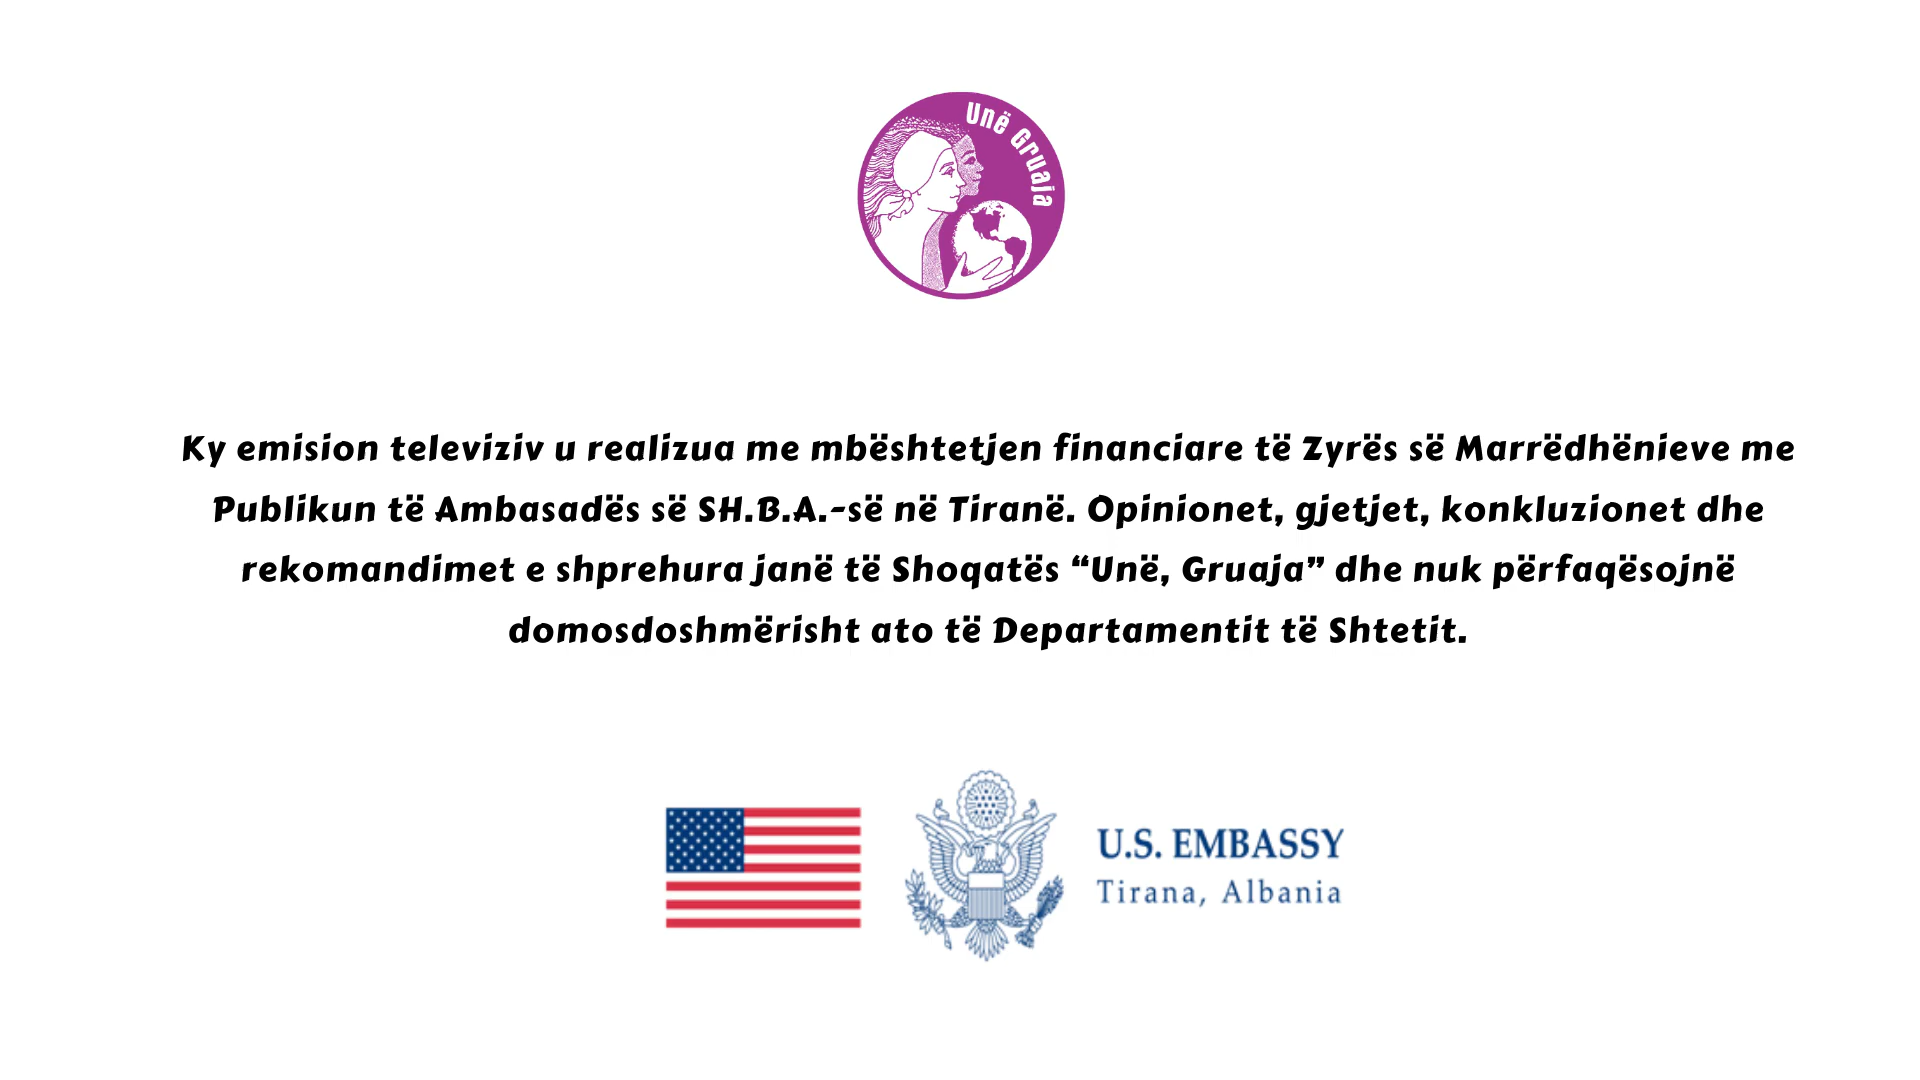 Unë Gruaja
Ky emision televiziv u realizua me mbështetjen financiare të Zyrës së Marrëdhënieve me
Publikun të Ambasadës së SH.B.A.-së në Tiranë. Opinionet, gjetjet, konkluzionet dhe
rekomandimet e shprehura janë të Shoqatës “Unë, Gruaja” dhe nuk përfaqësojnë
domosdoshmërisht ato të Departamentit të Shtetit.
U.S. EMBASSY
Tirana, Albania